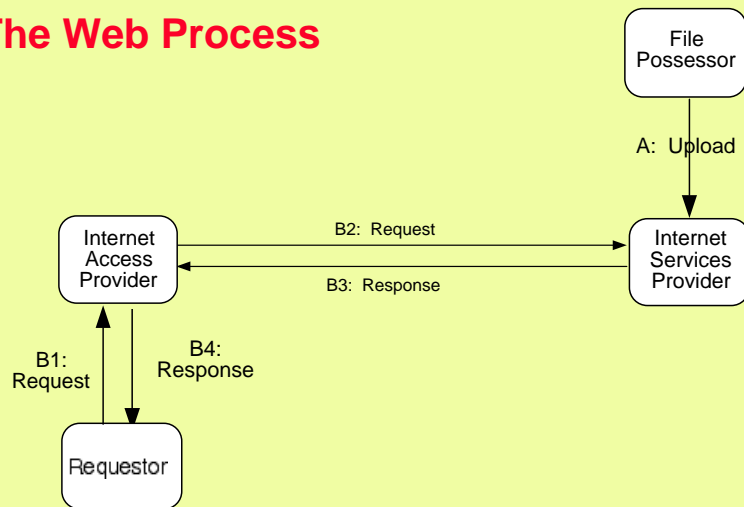 The Web Process
File
Possessor
A: Upload
B2: Request
Internet
Access
Provider
Internet
Services
Provider
B3: Response
B1:
Request
B4:
Response
Requestor